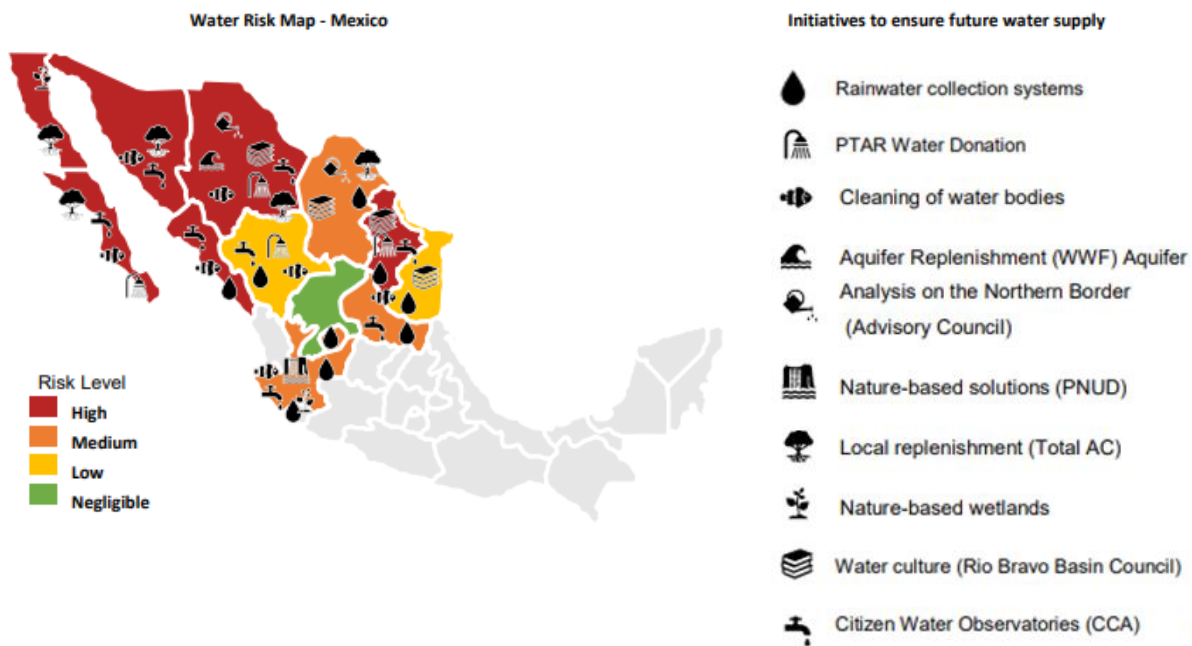 Water Risk Map - Mexico
Risk Level
High
Medium
Low
Negligible
Initiatives to ensure future water supply
Rainwater collection systems
PTAR Water Donation
Cleaning of water bodies
Aquifer Replenishment (WWF) Aquifer
Analysis on the Northern Border
(Advisory Council)
Nature-based solutions (PNUD)
Local replenishment (Total AC)
Nature-based wetlands
Water culture (Rio Bravo Basin Council)
Citizen Water Observatories (CCA)